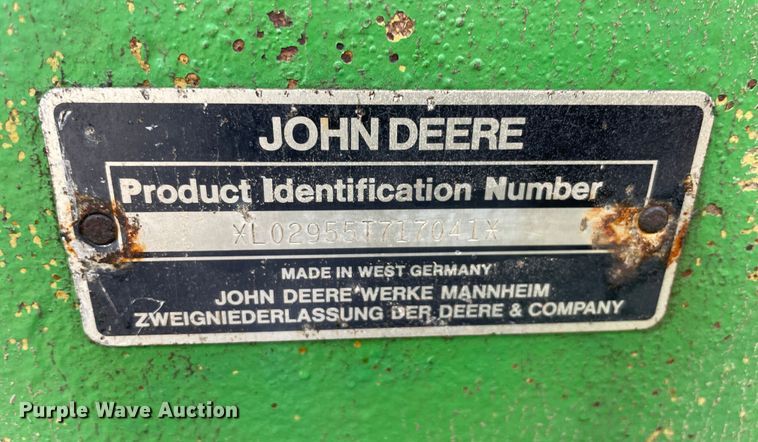 JOHN DEERE
Product Identification Number
*L02955T717041*
MADE IN WEST GERMANY
JOHN DEERE WERKE MANNHEIM
ZWEIGNIEDERLASSUNG DER DEERE & COMPANY
Purple Wave Auction